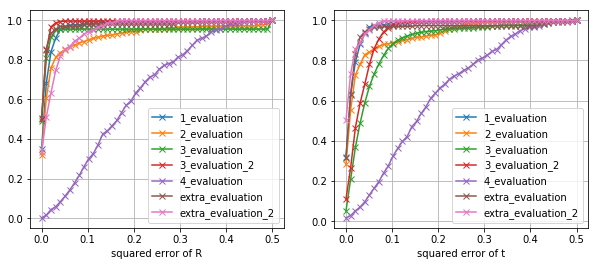 1.0
0.8
0.6
0.4
0.2
0.0
1_evaluation
2_evaluation
3_evaluation
3_evaluation_2
4_evaluation
extra_evaluation
extra_evaluation_2
0.0 0.1 0.2 0.3 0.4 0.5
squared error of R
1.0
0.8
0.6
0.4
0.2
0.0
1_evaluation
2_evaluation
3_evaluation
3_evaluation_2
4_evaluation
extra_evaluation
extra_evaluation_2
0.0 0.1 0.2 0.3 0.4 0.5
squared error of t